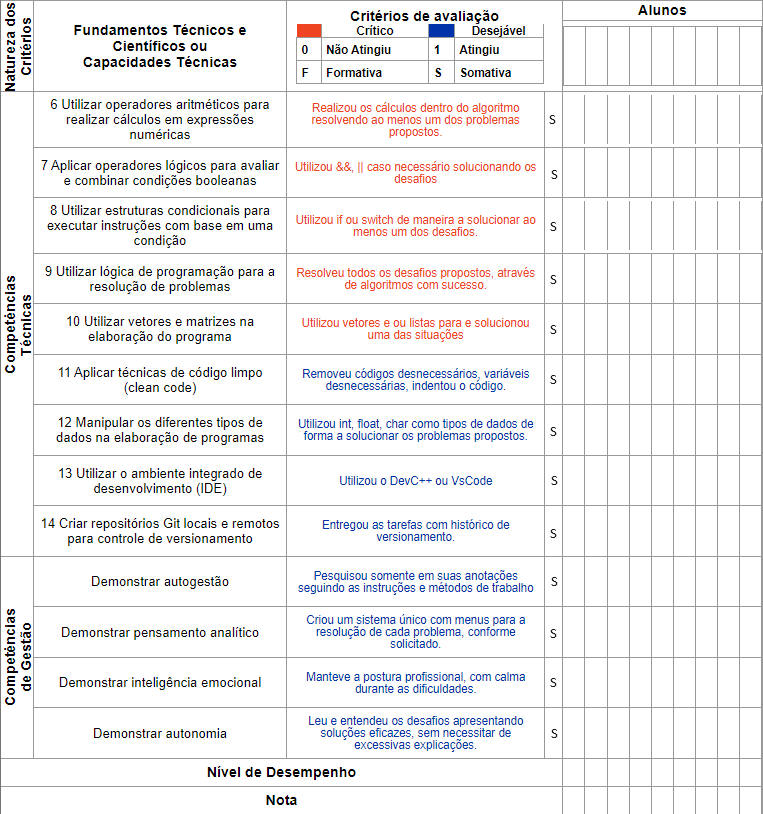 Natureza dos
Critérios
Fundamentos Técnicos e
Científicos ou
Capacidades Técnicas
Critérios de avaliação
Crítico
Desejável
0
Não Atingiu
1
Atingiu
F
Formativa
S
Somativa
Alunos
Competências
Técnicas
6 Utilizar operadores aritméticos para
realizar cálculos em expressões
numéricas
Realizou os cálculos dentro do algoritmo
resolvendo ao menos um dos problemas
propostos.
S
7 Aplicar operadores lógicos para avaliar
e combinar condições booleanas
Utilizou &&, || caso necessário solucionando os
desafios
S
8 Utilizar estruturas condicionais para
executar instruções com base em uma
condição
Utilizou if ou switch de maneira a solucionar ao
menos um dos desafios.
S
9 Utilizar lógica de programação para a
resolução de problemas
Resolveu todos os desafios propostos, através
de algoritmos com sucesso.
S
10 Utilizar vetores e matrizes na
elaboração do programa
Utilizou vetores e ou listas para e solucionou
uma das situações
S
11 Aplicar técnicas de código limpo
(clean code)
Removeu códigos desnecessários, variáveis
desnecessárias, indentou o código.
S
12 Manipular os diferentes tipos de
dados na elaboração de programas
Utilizou int, float, char como tipos de dados de
forma a solucionar os problemas propostos.
S
13 Utilizar o ambiente integrado de
desenvolvimento (IDE)
Utilizou o DevC++ ou VsCode
S
14 Criar repositórios Git locais e remotos
para controle de versionamento
Entregou as tarefas com histórico de
versionamento.
S
Competências
de Gestão
Demonstrar autogestão
Pesquisou somente em suas anotações
seguindo as instruções e métodos de trabalho
S
Demonstrar pensamento analítico
Criou um sistema único com menus para a
resolução de cada problema, conforme
solicitado.
S
Demonstrar inteligência emocional
Manteve a postura profissional, com calma
durante as dificuldades.
S
Demonstrar autonomia
Leu e entendeu os desafios apresentando
soluções eficazes, sem necessitar de
excessivas explicações.
S
Nível de Desempenho
Nota